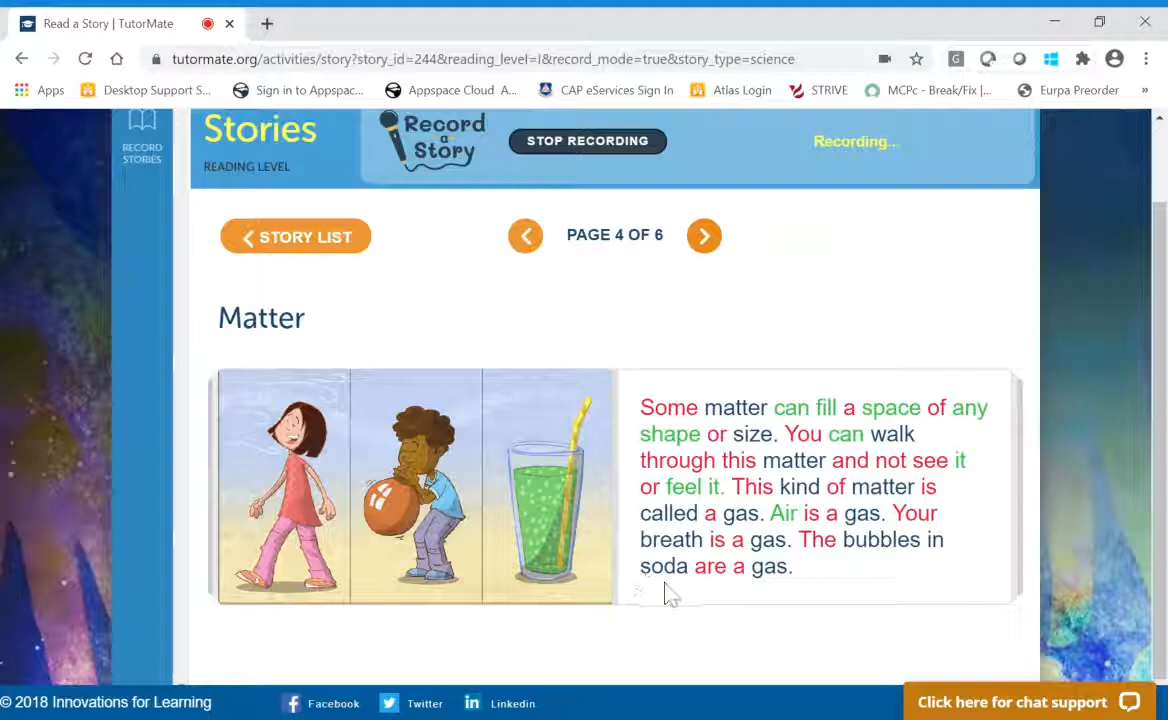 Read a Story | TutorMate
tutormate.org/activities/story?story_id=244&reading_level=I&record_mode=true&story_type=science
Apps Desktop Support S... Sign in to Appspac... Appspace Cloud A... CAP eServices Sign In Atlas Login STRIVE MCPc - Break/Fix |... Eurpa Preorder »
RECORD
STORIES
Stories
READING LEVEL
Record
a
Story
STOP RECORDING
Recording...
STORY LIST
PAGE 4 OF 6
Matter
Some matter can fill a space of any
shape or size. You can walk
through this matter and not see it
or feel it. This kind of matter is
called a gas. Air is a gas. Your
breath is a gas. The bubbles in
soda are a gas.
© 2018 Innovations for Learning
Facebook
Twitter
Linkedin
Click here for chat support